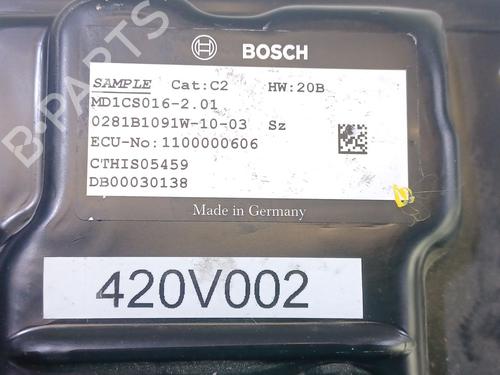 BOSCH
SAMPLE Cat:C2 HW:20B
MD1CS016-2.01
0281B1091W-10-03 Sz
ECU-No:1100000606
CTHIS05459
DB00030138
Made in Germany
420V002